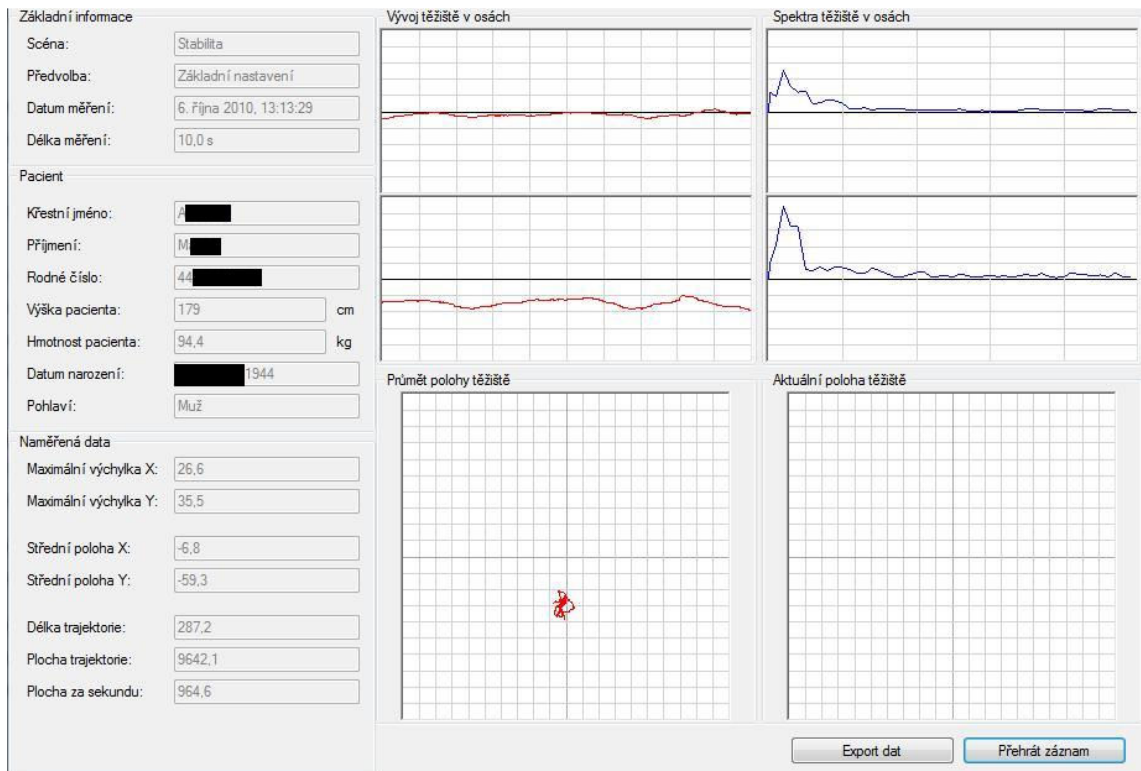 Základní informace
Scéna: Stabilita
Předvolba: Základní nastavení
Datum měření: 6. října 2010, 13:13:29
Délka měření: 10,0 s
Pacient
Křestní jméno: A
Příjmení: M
Rodné číslo: 44
Výška pacienta: 179 cm
Hmotnost pacienta: 94,4 kg
Datum narození: 1944
Pohlaví: Muž
Naměřená data
Maximální výchylka X: 26,6
Maximální výchylka Y: 35,5
Střední poloha X: -6,8
Střední poloha Y: -59,3
Délka trajektorie: 287,2
Plocha trajektorie: 9642,1
Plocha za sekundu: 964,6
Vývoj těžiště v osách
Spektra těžiště v osách
Průmět polohy těžiště
Aktuální poloha těžiště
Export dat
Přehrát záznam